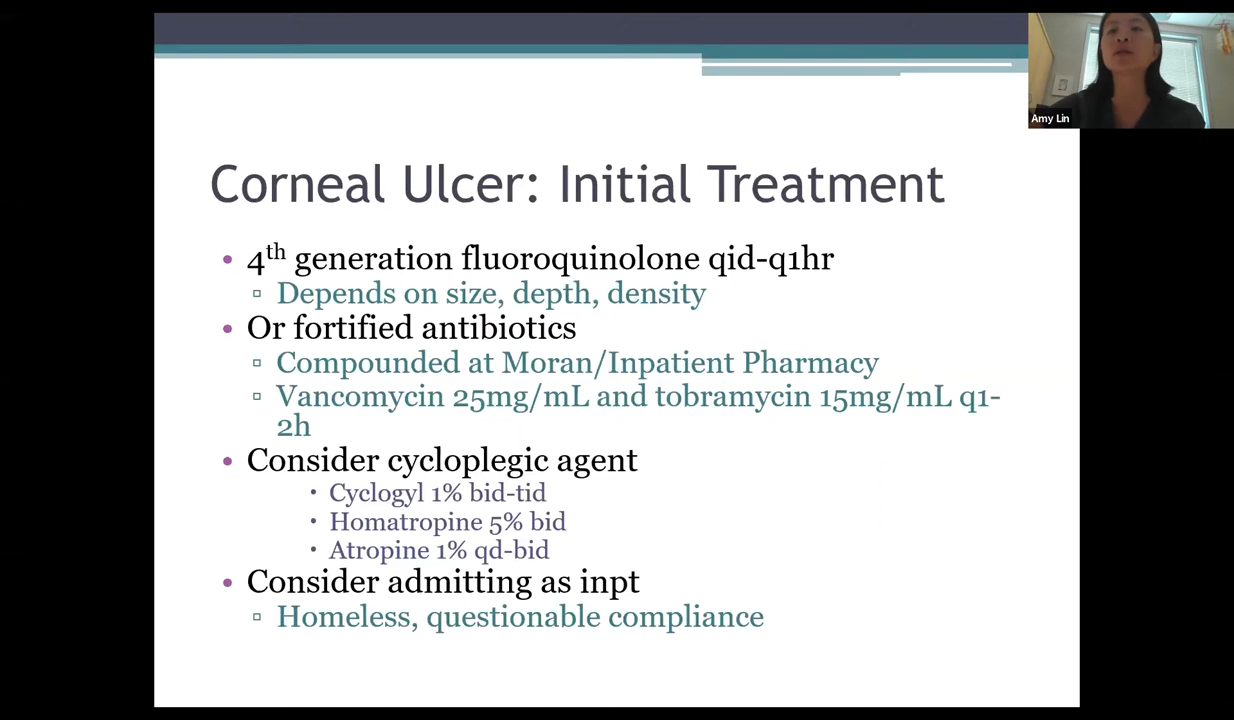 Amy Lin
Corneal Ulcer: Initial Treatment
• 4th generation fluoroquinolone qid-q1hr
▫ Depends on size, depth, density
• Or fortified antibiotics
▫ Compounded at Moran/Inpatient Pharmacy
▫ Vancomycin 25mg/mL and tobramycin 15mg/mL q1-
2h
• Consider cycloplegic agent
• Cyclogyl 1% bid-tid
• Homatropine 5% bid
• Atropine 1% qd-bid
• Consider admitting as inpt
▫ Homeless, questionable compliance